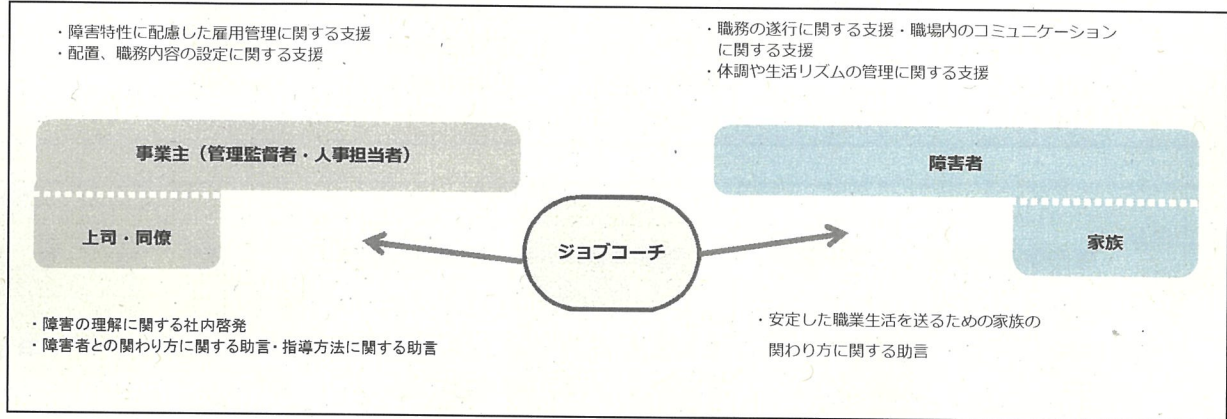 ・障害特性に配慮した雇用管理に関する支援
・配置、職務内容の設定に関する支援
・職務の遂行に関する支援・職場内のコミュニケーション
に関する支援
・体調や生活リズムの管理に関する支援
事業主（管理監督者・人事担当者）
障害者
上司・同僚
ジョブコーチ
家族
・障害の理解に関する社内啓発
・障害者との関わり方に関する助言・指導方法に関する助言
・安定した職業生活を送るための家族の
関わり方に関する助言